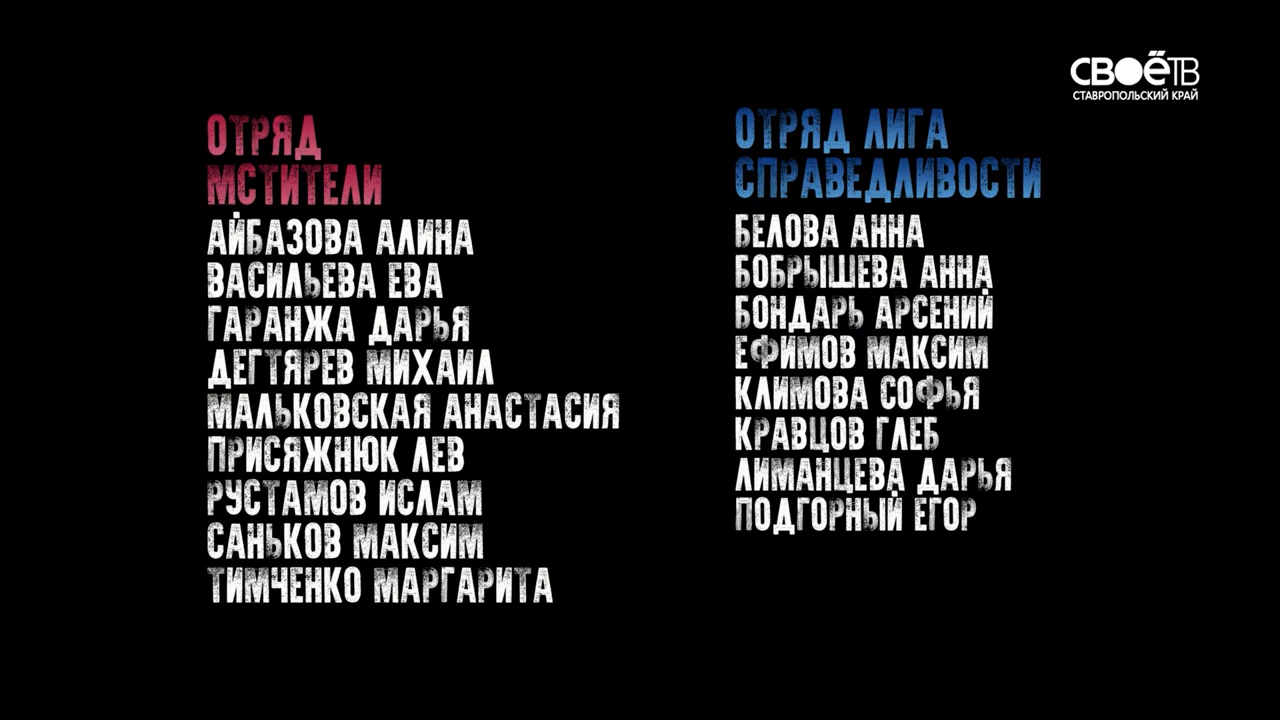 СВОЁТВ
СТАВРОПОЛЬСКИЙ КРАЙ
ОТРЯД
МСТИТЕЛИ
АЙБАЗОВА АЛИНА
ВАСИЛЬЕВА ЕВА
ГАРАНЖА ДАРЬЯ
ДЕГТЯРЕВ МИХАИЛ
МАЛЬКОВСКАЯ АНАСТАСИЯ
ПРИСЯЖНЮК ЛЕВ
РУСТАМОВ ИСЛАМ
САНЬКОВ МАКСИМ
ТИМЧЕНКО МАРГАРИТА
ОТРЯД ЛИГА
СПРАВЕДЛИВОСТИ
БЕЛОВА АННА
БОБРЫШЕВА АННА
БОНДАРЬ АРСЕНИЙ
ЕФИМОВ МАКСИМ
КЛИМОВА СОФЬЯ
КРАВЦОВ ГЛЕБ
ЛИМАНЦЕВА ДАРЬЯ
ПОДГОРНЫЙ ЕГОР